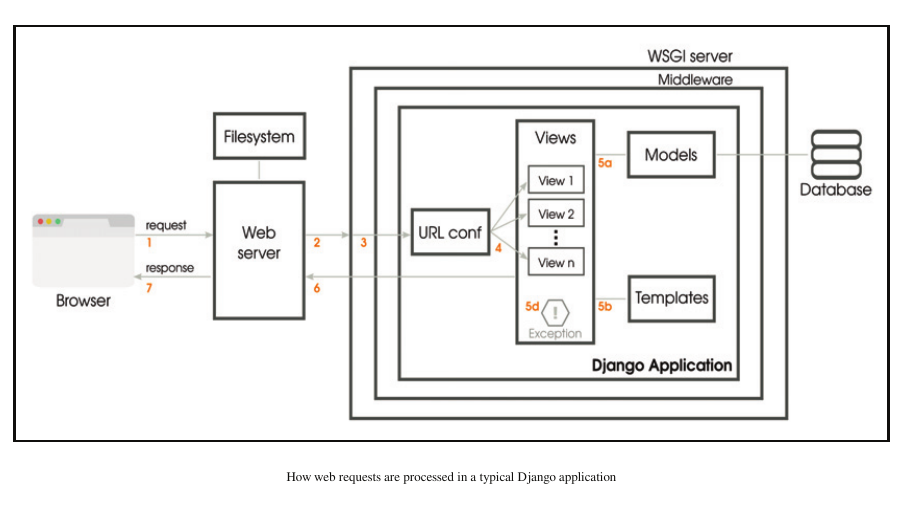 WSGI server
Middleware
Filesystem
Views
Models
5a
Database
View 1
request
1
Web
server
2
3
URL conf
4
View 2
View n
response
7
6
Browser
5d
Exception
5b
Templates
Django Application
How web requests are processed in a typical Django application